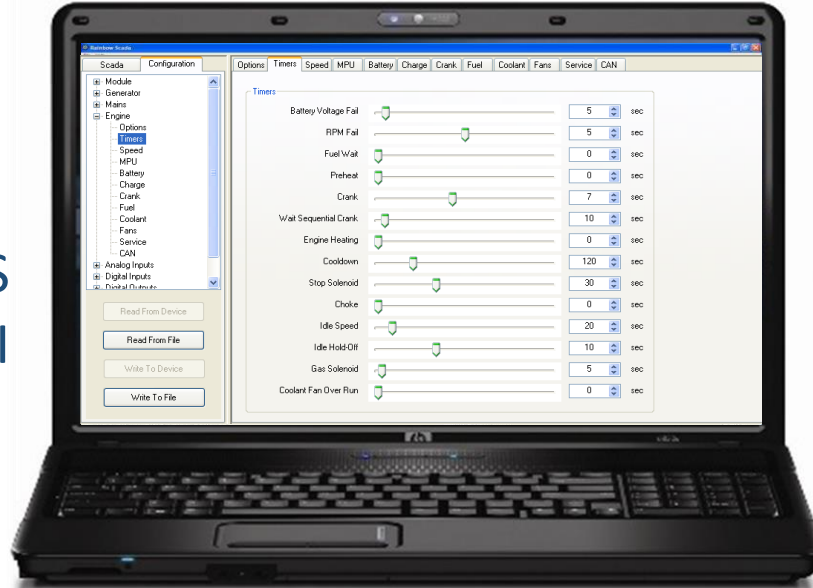 Rainbow Scada
Scada Configuration
Options Timers Speed MPU Battery Charge Crank Fuel Coolant Fans Service CAN
Module
Generator
Mains
Engine
Options
Timers
Speed
MPU
Battery
Charge
Crank
Fuel
Coolant
Fans
Service
CAN
Analog Inputs
Digital Inputs
Digital Outputs
Read From Device
Read From File
Write To Device
Write To File
Timers
Battery Voltage Fail 5 sec
RPM Fail 5 sec
Fuel Wait 0 sec
Preheat 0 sec
Crank 7 sec
Wait Sequential Crank 10 sec
Engine Heating 0 sec
Cooldown 120 sec
Stop Solenoid 30 sec
Choke 0 sec
Idle Speed 20 sec
Idle Hold-Off 10 sec
Gas Solenoid 5 sec
Coolant Fan Over Run 0 sec
S
l
hp